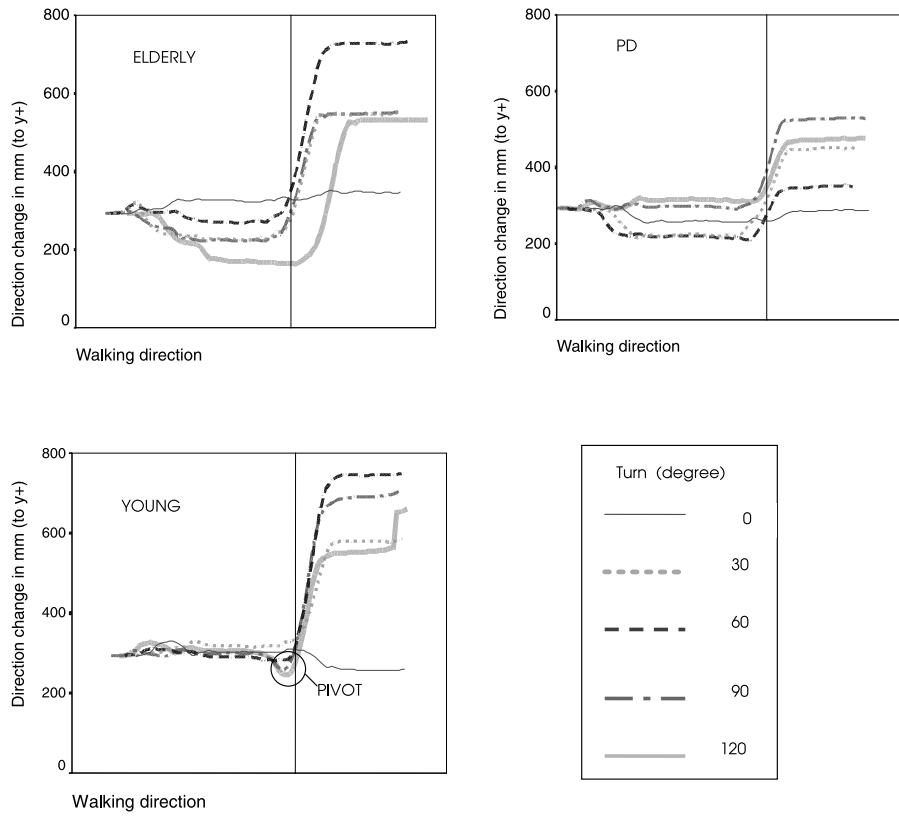 800
600
400
200
0
Direction change in mm (to y+)
ELDERLY
Walking direction
800
600
400
200
0
Direction change in mm (to y+)
PD
Walking direction
800
600
400
200
0
Direction change in mm (to y+)
YOUNG
PIVOT
Walking direction
Turn (degree)
0
30
60
90
120